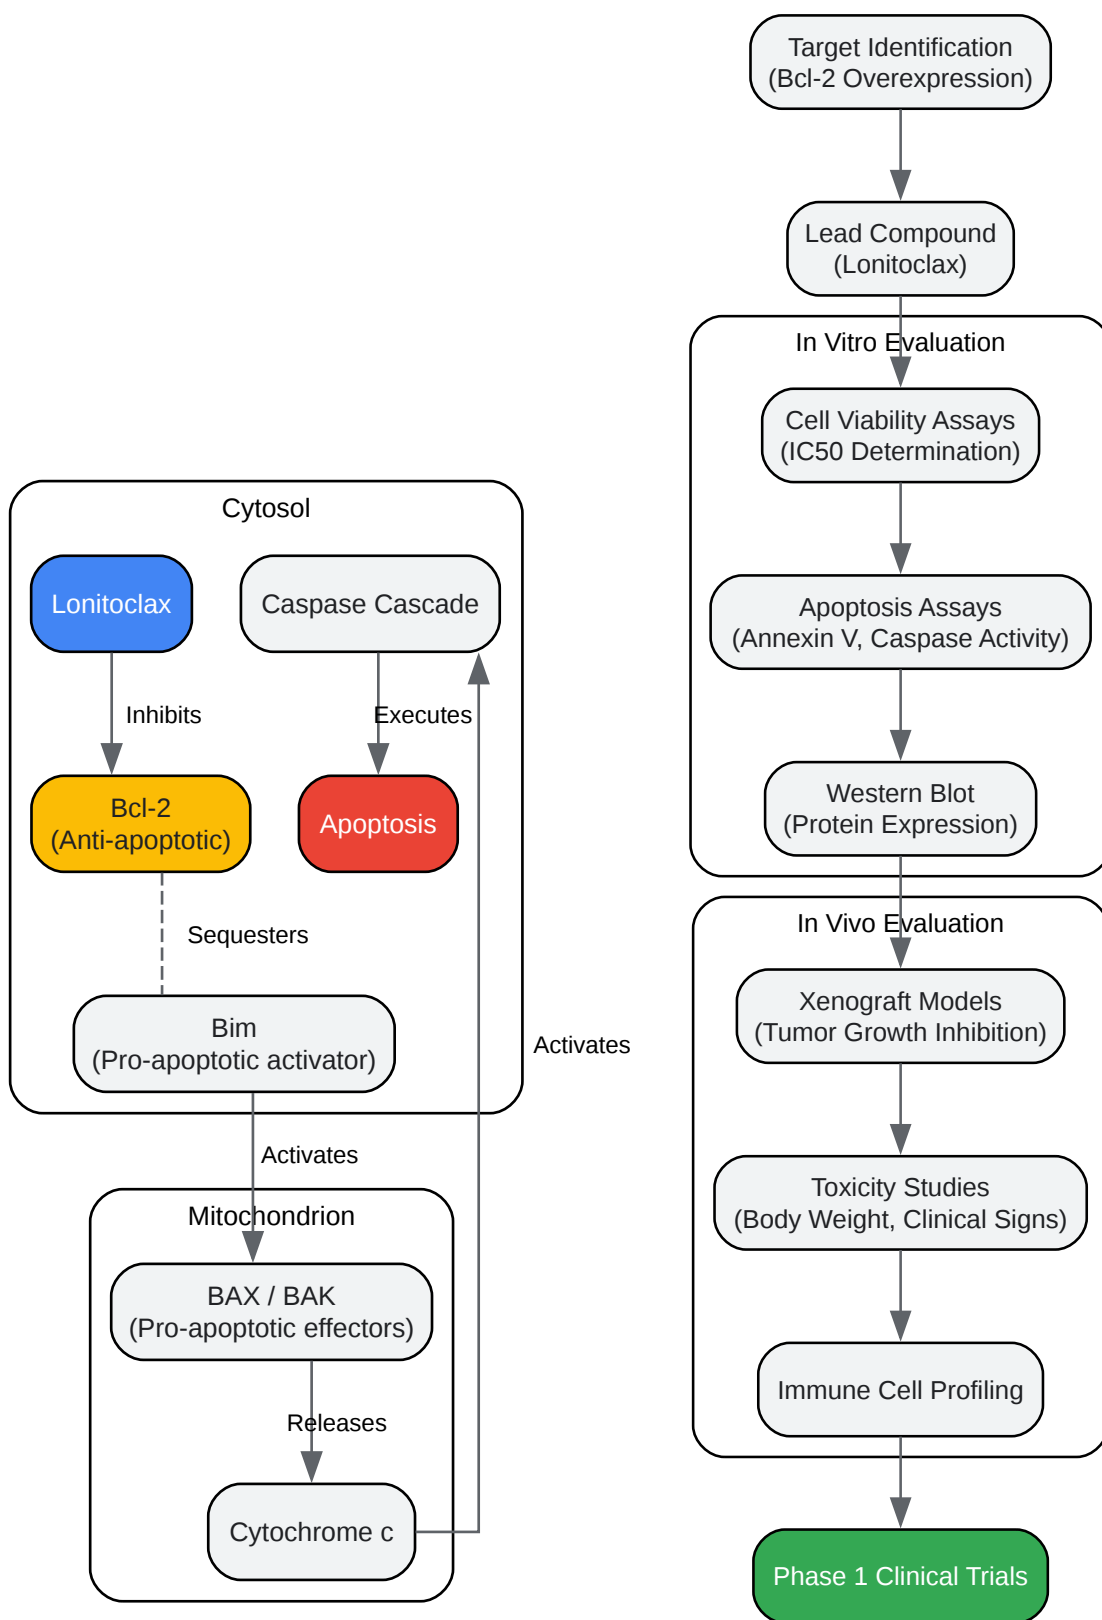 Cytosol
Lonitoclax
Caspase Cascade
Inhibits
Executes
Bcl-2
(Anti-apoptotic)
Apoptosis
Sequesters
Bim
(Pro-apoptotic activator)
Activates
Activates
Mitochondrion
BAX / BAK
(Pro-apoptotic effectors)
Releases
Cytochrome c
Target Identification
(Bcl-2 Overexpression)
Lead Compound
(Lonitoclax)
In Vitro Evaluation
Cell Viability Assays
(IC50 Determination)
Apoptosis Assays
(Annexin V, Caspase Activity)
Western Blot
(Protein Expression)
In Vivo Evaluation
Xenograft Models
(Tumor Growth Inhibition)
Toxicity Studies
(Body Weight, Clinical Signs)
Immune Cell Profiling
Phase 1 Clinical Trials